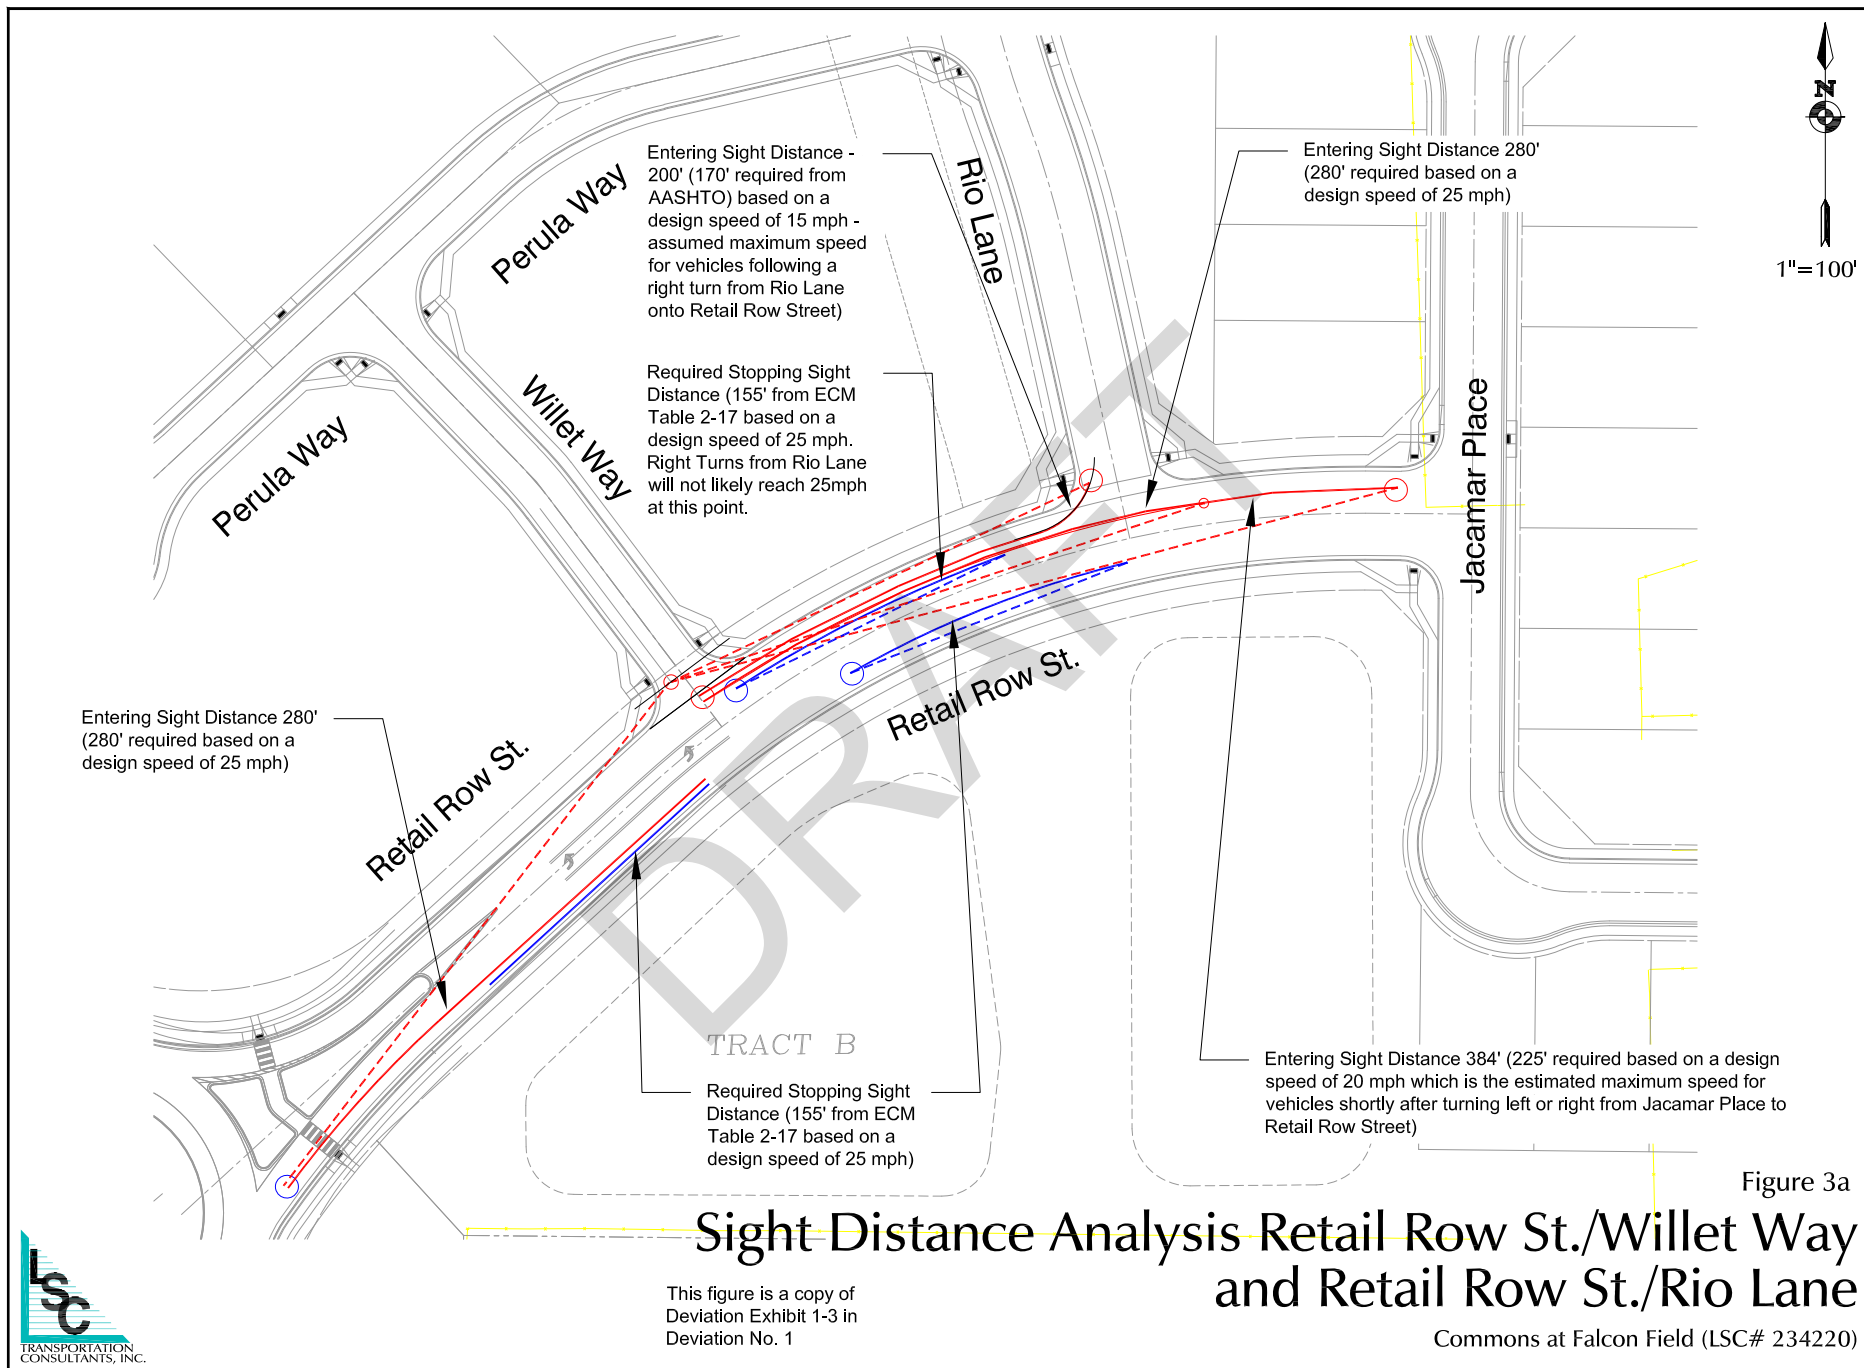 N
1"=100'
Entering Sight Distance -
200' (170' required from
AASHTO) based on a
design speed of 15 mph -
assumed maximum speed
for vehicles following a
right turn from Rio Lane
onto Retail Row Street)
Entering Sight Distance 280'
(280' required based on a
design speed of 25 mph)
Perula Way
Rio Lane
Required Stopping Sight
Distance (155' from ECM
Table 2-17 based on a
design speed of 25 mph.
Right Turns from Rio Lane
will not likely reach 25mph
at this point.
Willet Way
Perula Way
Jacamar Place
DRAFT
Retail Row St.
Entering Sight Distance 280'
(280' required based on a
design speed of 25 mph)
Retail Row St.
TRACT B
Required Stopping Sight
Distance (155' from ECM
Table 2-17 based on a
design speed of 25 mph)
Entering Sight Distance 384' (225' required based on a design
speed of 20 mph which is the estimated maximum speed for
vehicles shortly after turning left or right from Jacamar Place to
Retail Row Street)
Figure 3a
Sight Distance Analysis Retail Row St./Willet Way
and Retail Row St./Rio Lane
Commons at Falcon Field (LSC# 234220)
This figure is a copy of
Deviation Exhibit 1-3 in
Deviation No. 1
LSC
TRANSPORTATION
CONSULTANTS, INC.